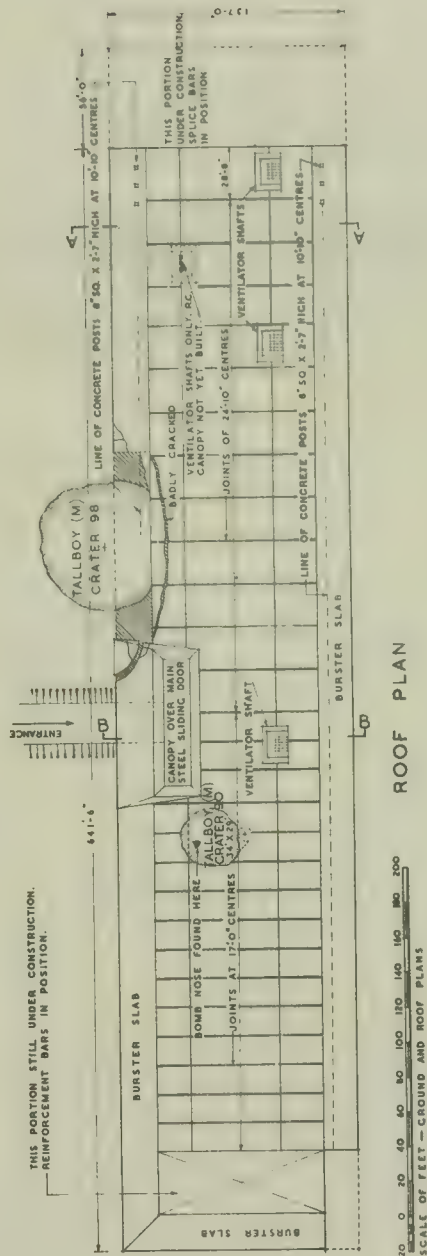 THIS PORTION STILL UNDER CONSTRUCTION.
REINFORCEMENT BARS IN POSITION.
641'-6"
ENTRANCE
B
TALLBOY (M)
CRATER 98
LINE OF CONCRETE POSTS 8" SQ. X 2'-7" HIGH AT 10'-10" CENTRES
56'-0"
137'-0"
A
THIS PORTION
UNDER CONSTRUCTION,
SPLICE BARS
IN POSITION
BURSTER SLAB
CANOPY OVER MAIN
STEEL SLIDING DOOR
BADLY CRACKED
VENTILATOR SHAFTS ONLY, R.C.
CANOPY NOT YET BUILT.
BOMB NOSE FOUND HERE
TALLBOY (M)
CRATER 90
34' X 29'
JOINTS AT 17'-0" CENTRES
VENTILATOR SHAFT
JOINTS OF 24'-10" CENTRES
28'-8"
VENTILATOR SHAFTS
LINE OF CONCRETE POSTS 8" SQ X 2'-7" HIGH AT 10'-10" CENTRES
BURSTER SLAB
BURSTER SLAB
B
A
20 0 20 40 60 80 100 120 140 160 180 200
SCALE OF FEET — GROUND AND ROOF PLANS
ROOF PLAN